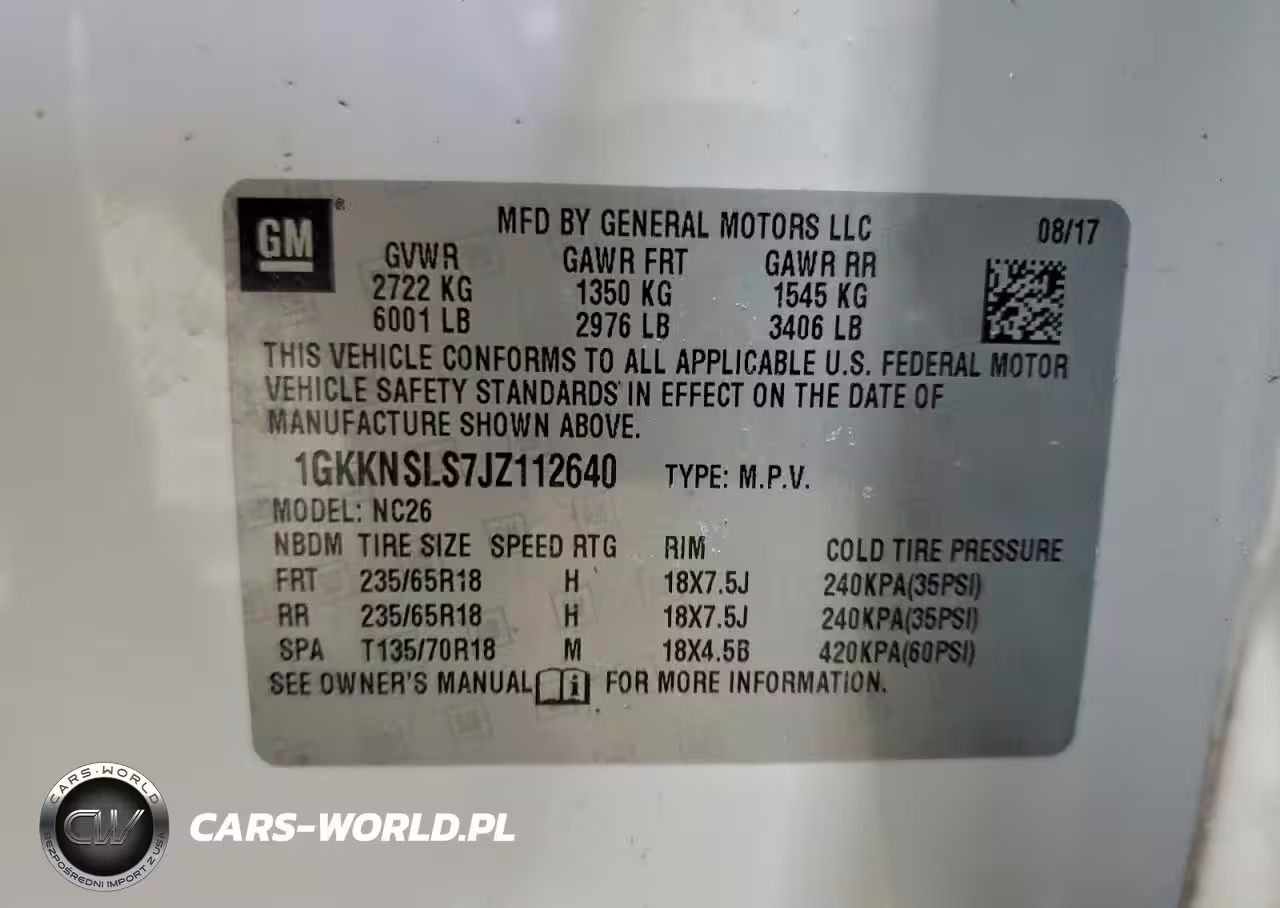 GM®
MFD BY GENERAL MOTORS LLC 08/17
GVWR GAWR FRT GAWR RR
2722 KG 1350 KG 1545 KG
6001 LB 2976 LB 3406 LB
THIS VEHICLE CONFORMS TO ALL APPLICABLE U.S. FEDERAL MOTOR
VEHICLE SAFETY STANDARDS IN EFFECT ON THE DATE OF
MANUFACTURE SHOWN ABOVE.
1GKKNSLS7JZ112640 TYPE: M.P.V.
MODEL: NC26
NBDM TIRE SIZE SPEED RTG RIM COLD TIRE PRESSURE
FRT 235/65R18 H 18X7.5J 240KPA(35PSI)
RR 235/65R18 H 18X7.5J 240KPA(35PSI)
SPA T135/70R18 M 18X4.5B 420KPA(60PSI)
SEE OWNER'S MANUAL FOR MORE INFORMATION.
CARS-WORLD
CW
BEZPOŚREDNI IMPORT Z USA
CARS-WORLD.PL